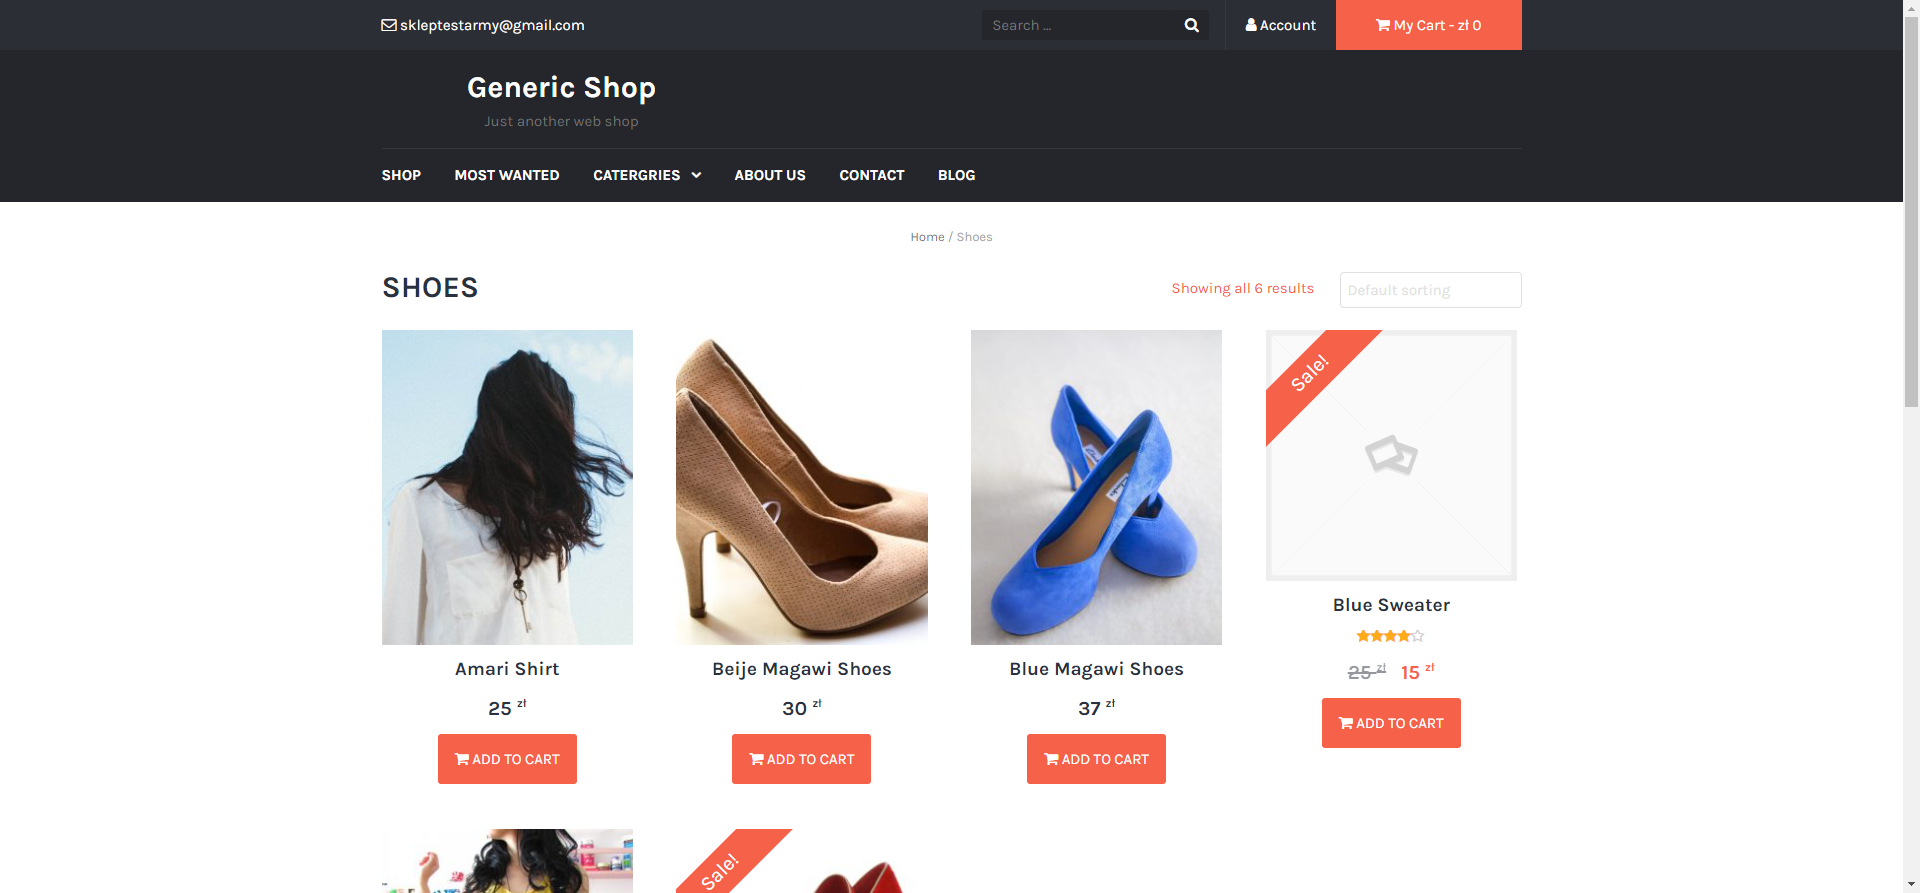 skleptestarmy@gmail.com
Search ...
Account
My Cart - zł 0
Generic Shop
Just another web shop
SHOP
MOST WANTED
CATERGRIES
ABOUT US
CONTACT
BLOG
Home / Shoes
SHOES
Showing all 6 results
Default sorting
Sale!
Amari Shirt
25 zł
ADD TO CART
Beije Magawi Shoes
30 zł
ADD TO CART
Clarks
Blue Magawi Shoes
37 zł
ADD TO CART
Blue Sweater
25 zł 15 zł
ADD TO CART
Sale!